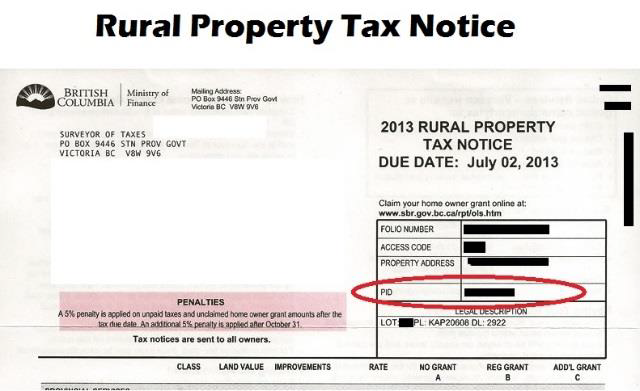 Rural Property Tax Notice
BRITISH
COLUMBIA
Ministry of
Finance
Mailing Address:
PO Box 9446 Stn Prov Govt
Victoria BC V8W 9V6
SURVEYOR OF TAXES
PO BOX 9446 STN PROV GOVT
VICTORIA BC V8W 9V6
2013 RURAL PROPERTY
TAX NOTICE
DUE DATE: July 02, 2013
Claim your home owner grant online at:
www.sbr.gov.bc.ca/rpt/ols.htm
FOLIO NUMBER
ACCESS CODE
PROPERTY ADDRESS
PID
LEGAL DESCRIPTION
LOT: PL: KAP20608 DL: 2922
PENALTIES
A 5% penalty is applied on unpaid taxes and unclaimed home owner grant amounts after the
tax due date. An additional 5% penalty is applied after October 31.
Tax notices are sent to all owners.
CLASS LAND VALUE IMPROVEMENTS RATE NO GRANT REG GRANT ADD'L GRANT
A B C
PROVINCIAL SERVICES